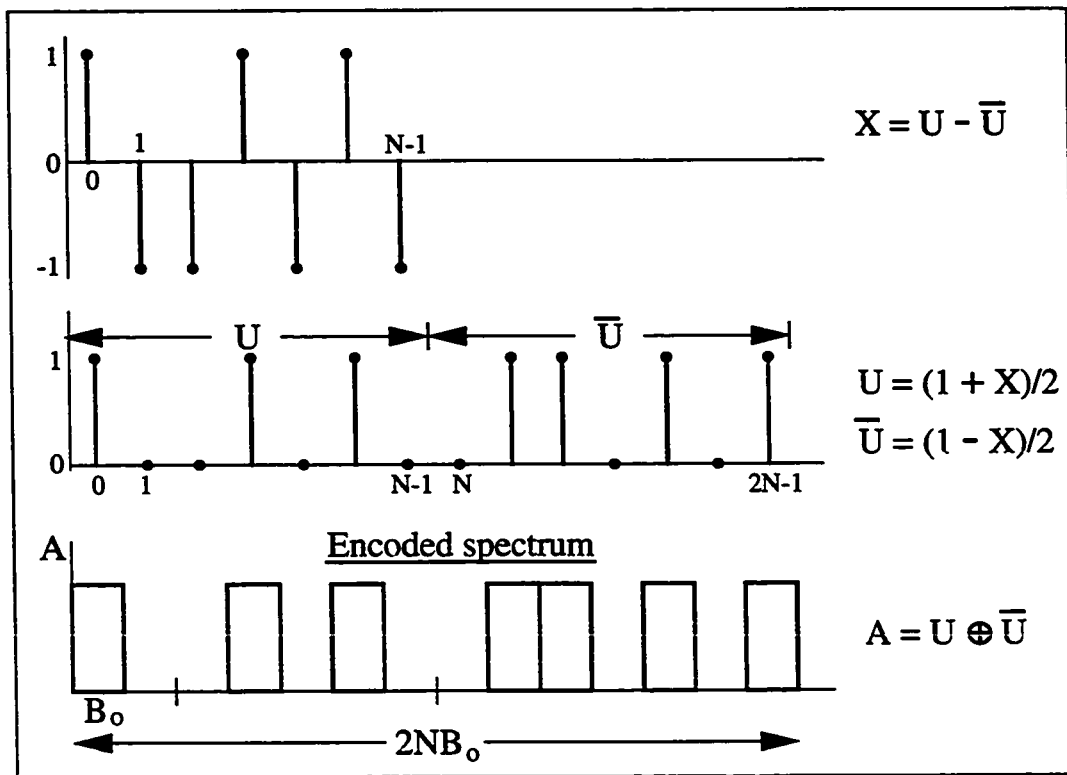 1
1
N-1
X = U - U̅
0
0
-1
U
U̅
1
U = (1 + X)/2
U̅ = (1 - X)/2
0
0
1
N-1
N
2N-1
A
Encoded spectrum
A = U ⊕ U̅
B₀
2NB₀